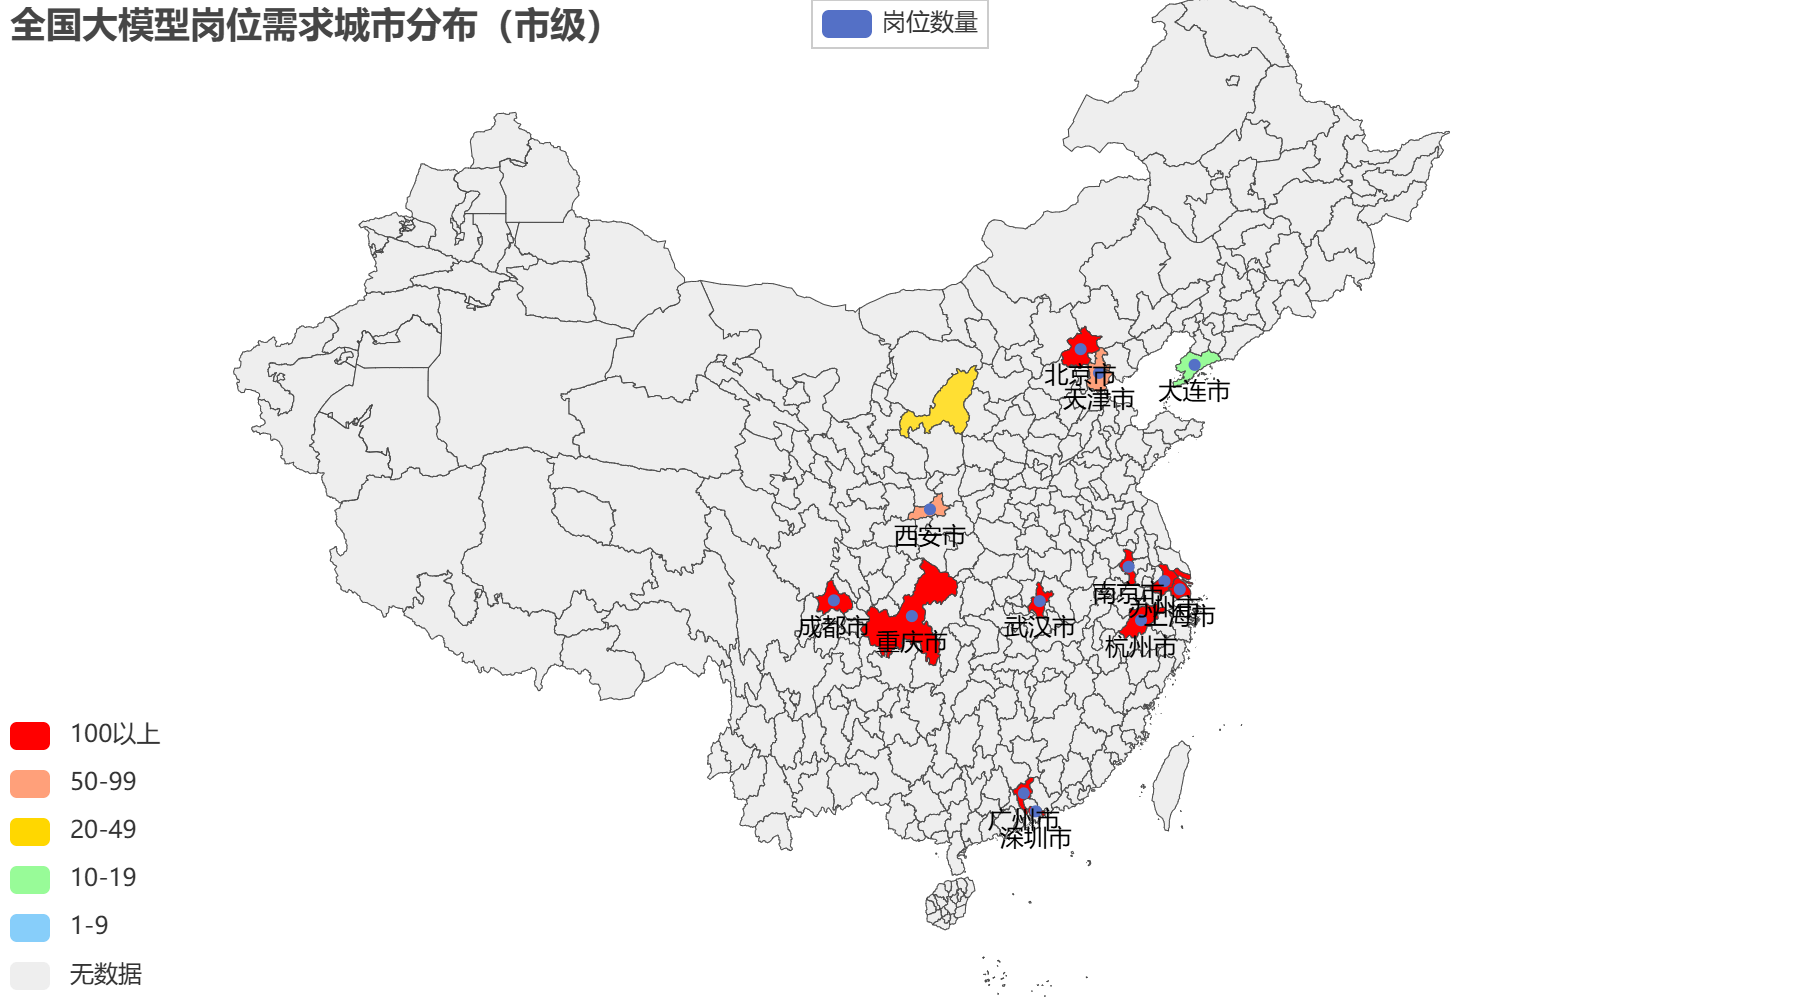 全国大模型岗位需求城市分布（市级）
岗位数量
北京市
天津市
大连市
西安市
南京市
苏州市
上海市
成都市
重庆市
武汉市
杭州市
广州市
深圳市
100以上
50-99
20-49
10-19
1-9
无数据